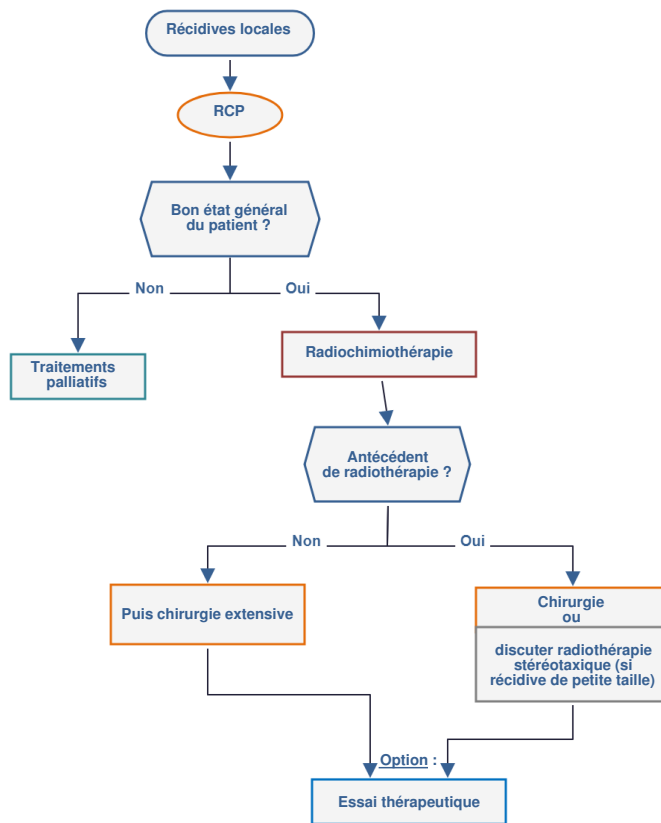 Récidives locales
RCP
Bon état général
du patient ?
Non
Oui
Traitements
palliatifs
Radiochimiothérapie
Antécédent
de radiothérapie ?
Non
Oui
Puis chirurgie extensive
Chirurgie
ou
discuter radiothérapie
stéréotaxique (si
récidive de petite taille)
Option :
Essai thérapeutique